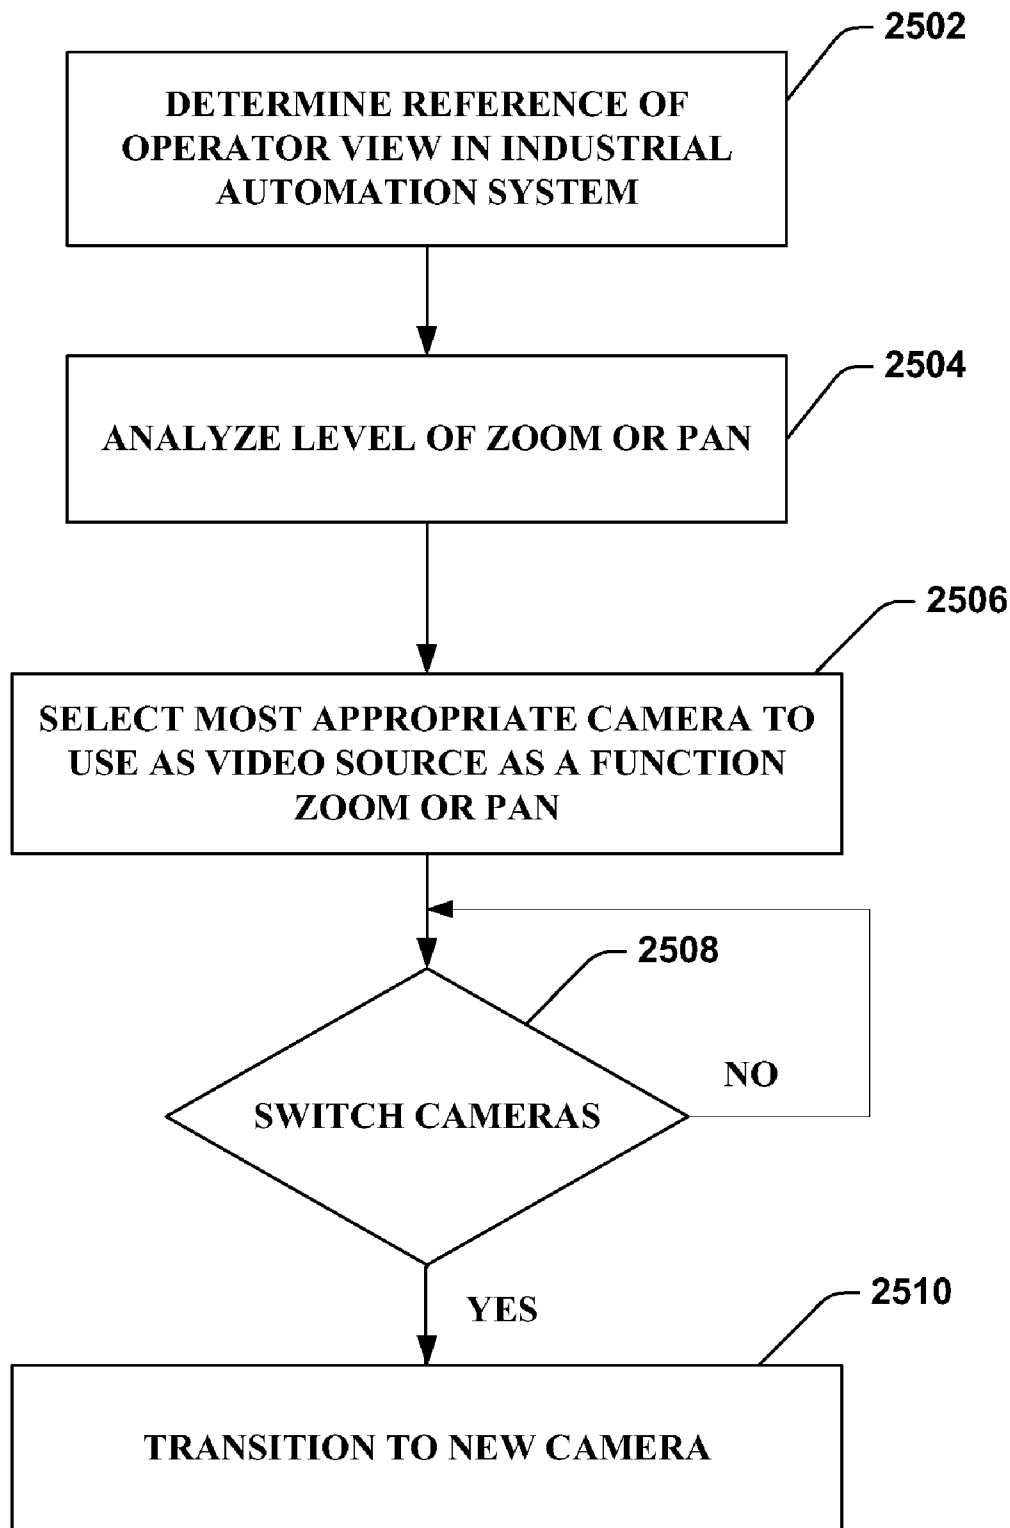 2502
DETERMINE REFERENCE OF
OPERATOR VIEW IN INDUSTRIAL
AUTOMATION SYSTEM
2504
ANALYZE LEVEL OF ZOOM OR PAN
2506
SELECT MOST APPROPRIATE CAMERA TO
USE AS VIDEO SOURCE AS A FUNCTION
ZOOM OR PAN
2508
SWITCH CAMERAS
NO
YES
2510
TRANSITION TO NEW CAMERA